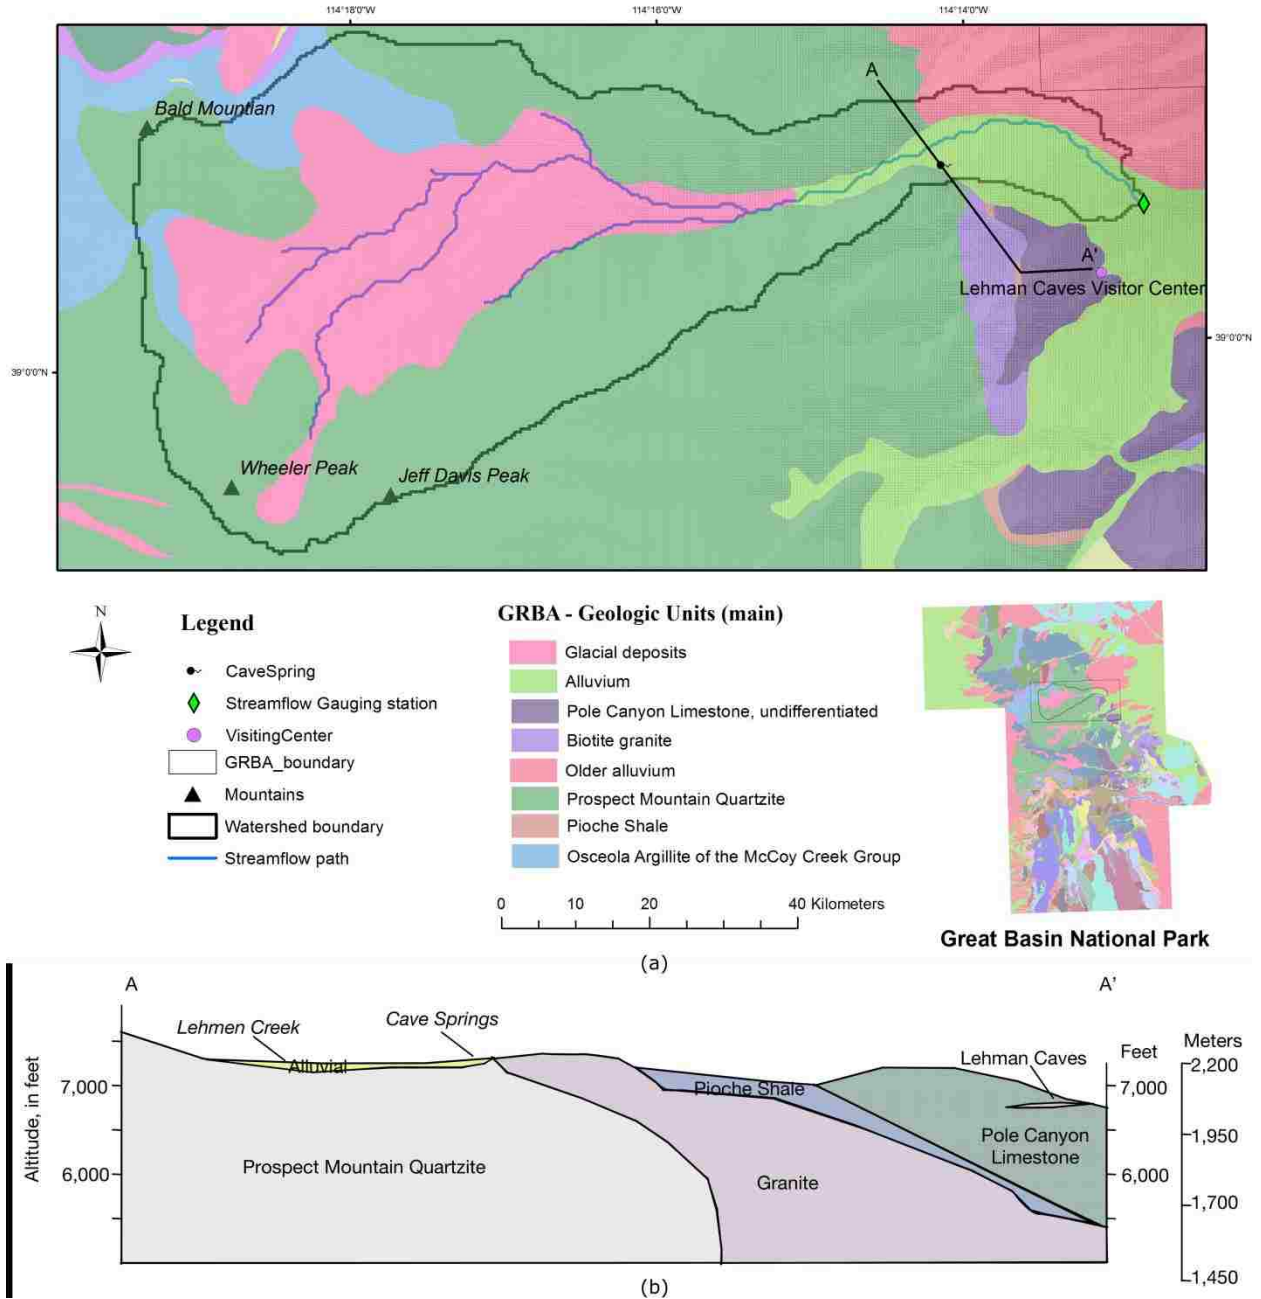 114°18'0"W
114°16'0"W
114°14'0"W
A
Bald Mountian
A'
Lehman Caves Visitor Center
39°0'0"N
39°0'0"N
Wheeler Peak
Jeff Davis Peak
N
Legend
CaveSpring
Streamflow Gauging station
VisitingCenter
GRBA_boundary
Mountains
Watershed boundary
Streamflow path
GRBA - Geologic Units (main)
Glacial deposits
Alluvium
Pole Canyon Limestone, undifferentiated
Biotite granite
Older alluvium
Prospect Mountain Quartzite
Pioche Shale
Osceola Argillite of the McCoy Creek Group
0 10 20 40 Kilometers
Great Basin National Park
(a)
A
A'
Lehmen Creek
Cave Springs
Alluvial
Pioche Shale
Lehman Caves
Feet
Meters
Altitude, in feet
7,000
6,000
7,000
6,000
2,200
1,950
1,700
1,450
Pole Canyon
Limestone
Prospect Mountain Quartzite
Granite
(b)